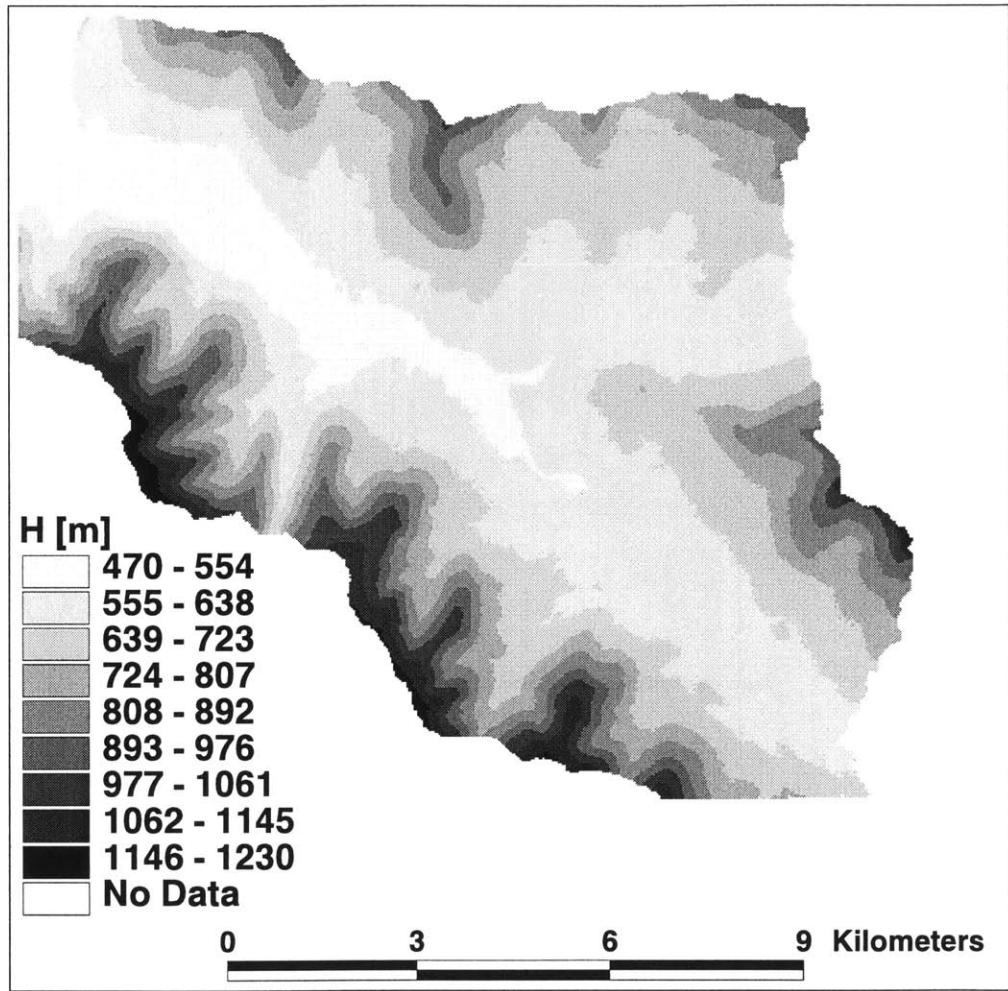 H [m]
470 - 554
555 - 638
639 - 723
724 - 807
808 - 892
893 - 976
977 - 1061
1062 - 1145
1146 - 1230
No Data
0 3 6 9 Kilometers